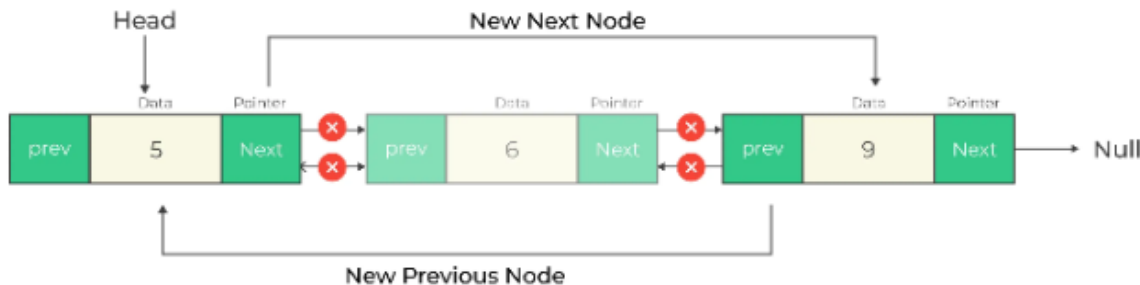 Head
New Next Node
Data Pointer Data Pointer Data Pointer
prev 5 Next prev 6 Next prev 9 Next Null
New Previous Node